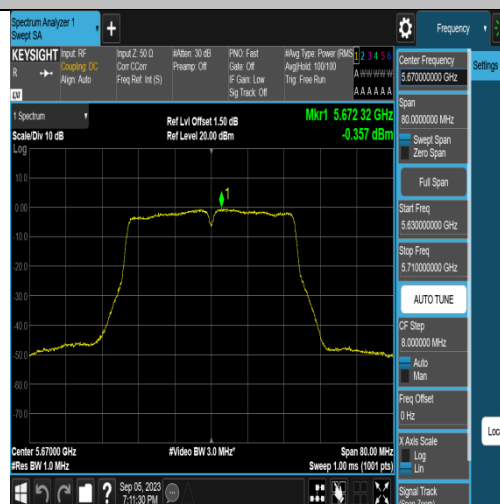 Spectrum Analyzer 1
Swept SA
+
Frequency
Settings
KEYSIGHT
R
LXI
Input: RF
Coupling: DC
Align: Auto
Input Z: 50 Ω
Corr CCorr
Freq Ref: Int (S)
#Atten: 30 dB
Preamp: Off
PNO: Fast
Gate: Off
IF Gain: Low
Sig Track: Off
#Avg Type: Power (RMS
Avg|Hold: 100/100
Trig: Free Run
1 2 3 4 5 6
A W W W W W
A A A A A A
1 Spectrum
Scale/Div 10 dB
Ref Lvl Offset 1.50 dB
Ref Level 20.00 dBm
Mkr1 5.672 32 GHz
-0.357 dBm
Log
10.0
0.00
-10.0
-20.0
-30.0
-40.0
-50.0
-60.0
-70.0
1
Center 5.67000 GHz
#Res BW 1.0 MHz
#Video BW 3.0 MHz*
Span 80.00 MHz
Sweep 1.00 ms (1001 pts)
Center Frequency
5.670000000 GHz
Span
80.0000000 MHz
Swept Span
Zero Span
Full Span
Start Freq
5.630000000 GHz
Stop Freq
5.710000000 GHz
AUTO TUNE
CF Step
8.000000 MHz
Auto
Man
Freq Offset
0 Hz
X Axis Scale
Log
Lin
Signal Track
(Span Zoom)
Loca
?
Sep 05, 2023
7:11:30 PM